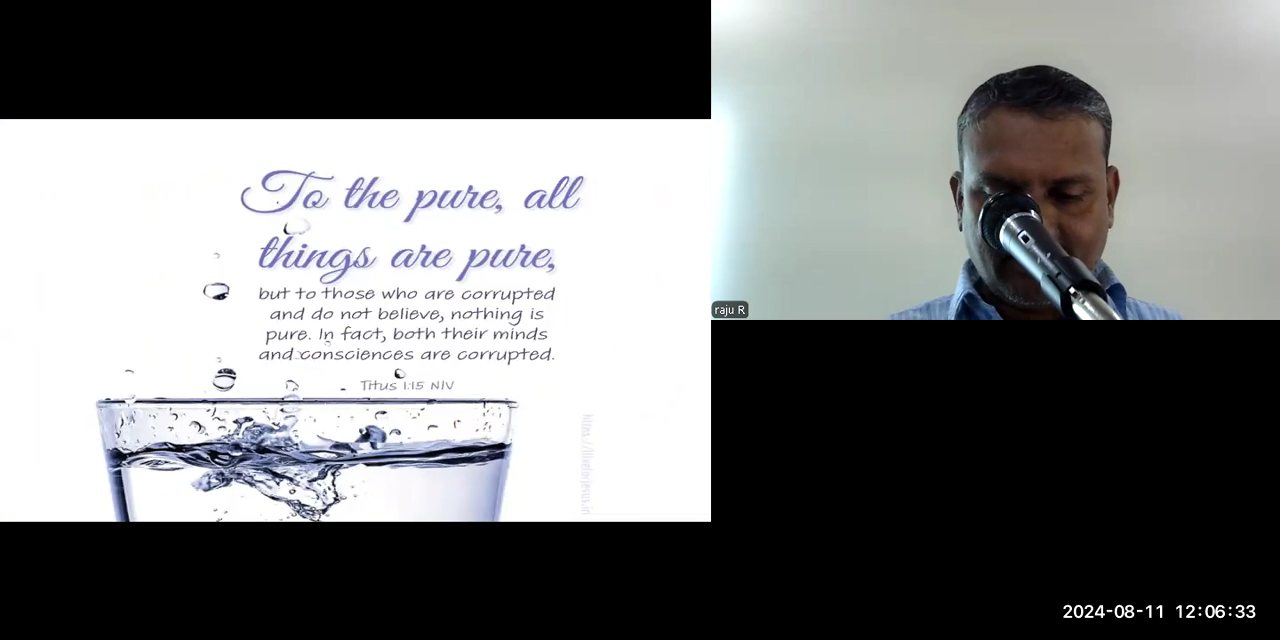 To the pure, all
things are pure,
but to those who are corrupted
and do not believe, nothing is
pure. In fact, both their minds
and consciences are corrupted.
Titus 1:15 NIV
raju R
2024-08-11 12:06:33